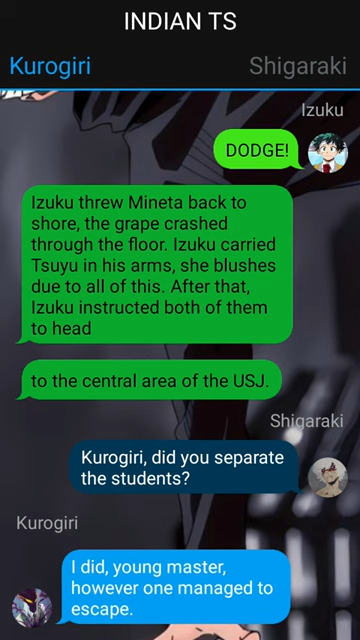 INDIAN TS
Kurogiri Shigaraki
Izuku
DODGE!
Izuku threw Mineta back to
shore, the grape crashed
through the floor. Izuku carried
Tsuyu in his arms, she blushes
due to all of this. After that,
Izuku instructed both of them
to head
to the central area of the USJ.
Shigaraki
Kurogiri, did you separate
the students?
Kurogiri
I did, young master,
however one managed to
escape.